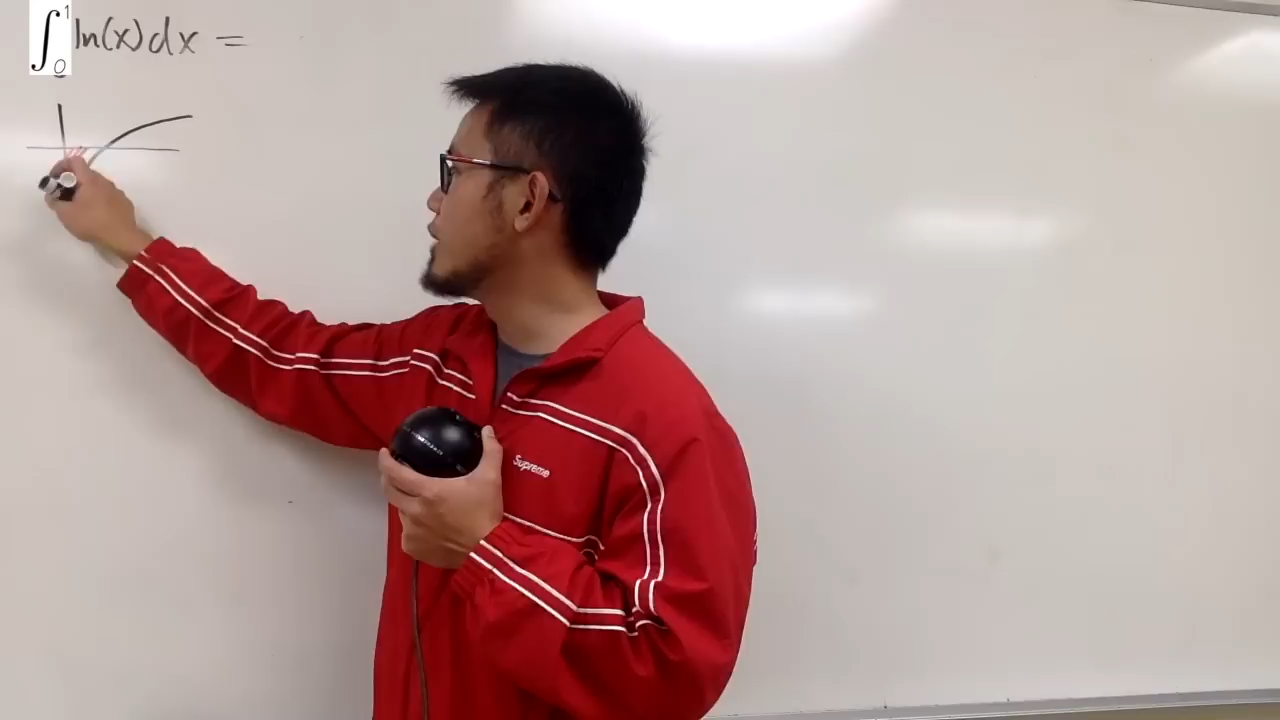 ∫₀¹ ln(x) dx =
Supreme